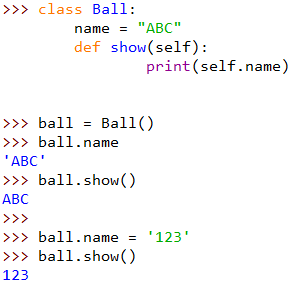 >>> class Ball:
        name = "ABC"
        def show(self):
                print(self.name)
>>> ball = Ball()
>>> ball.name
'ABC'
>>> ball.show()
ABC
>>>
>>> ball.name = '123'
>>> ball.show()
123